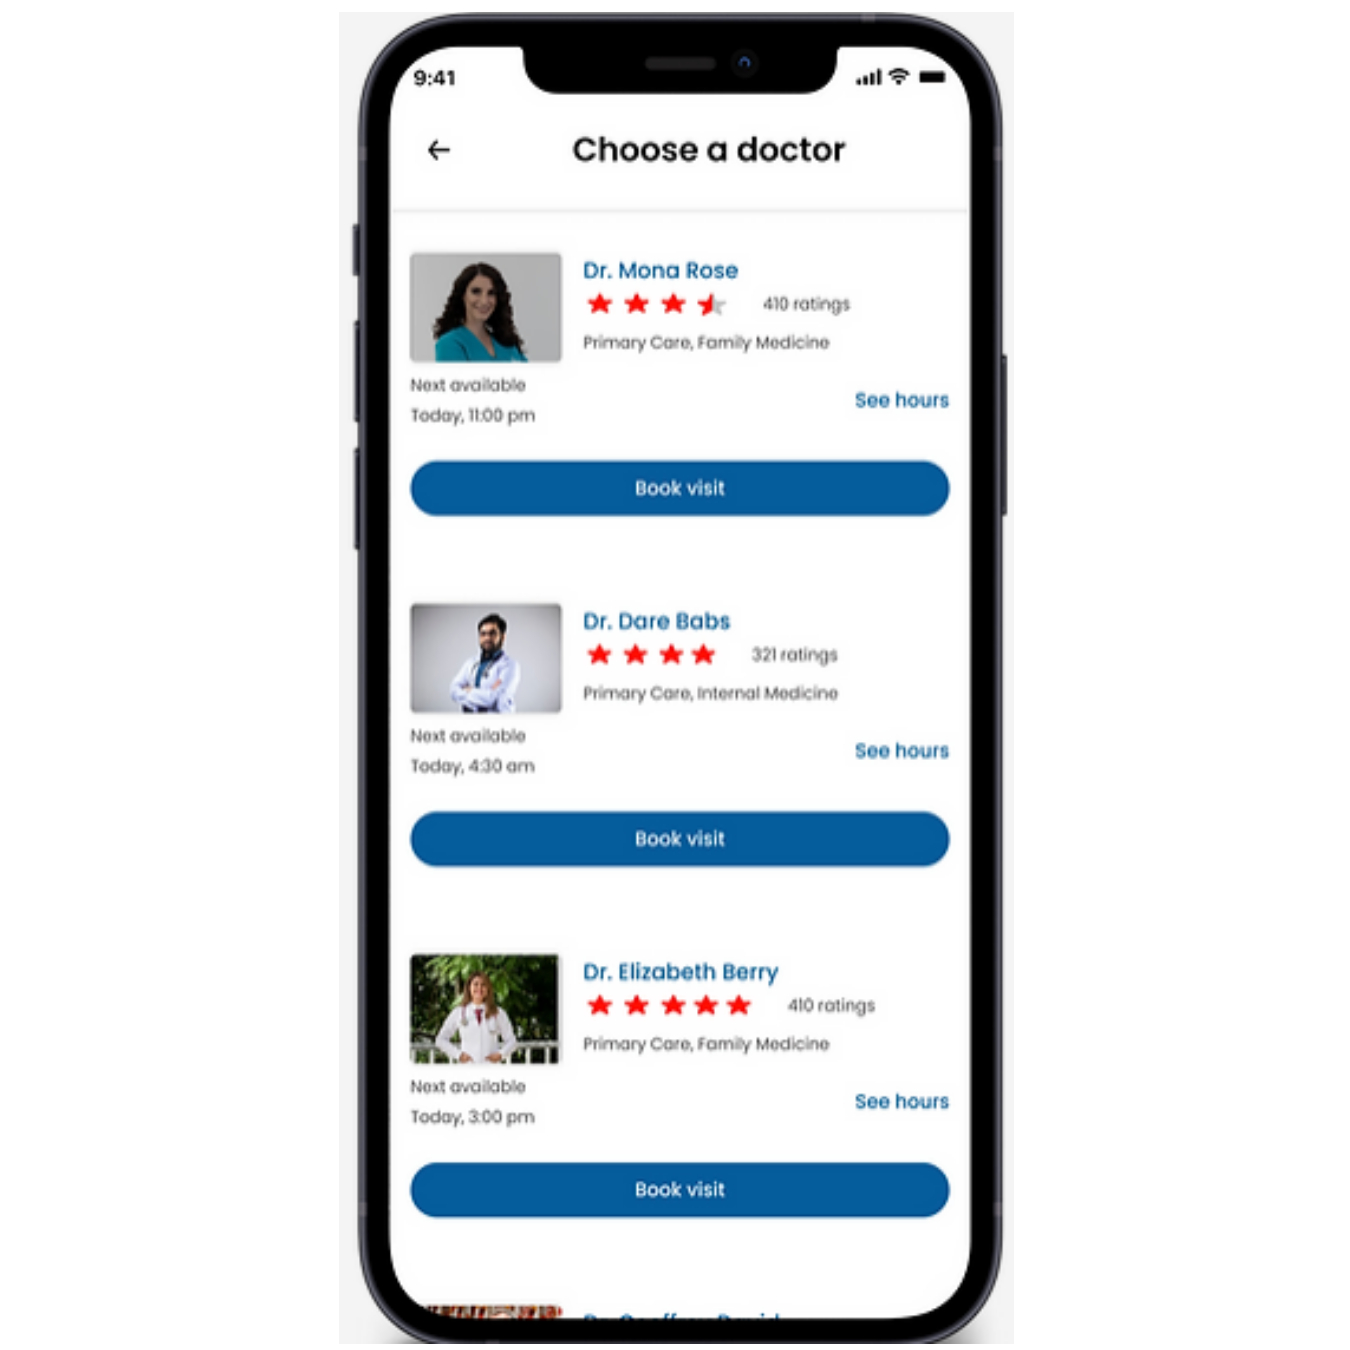 9:41
Choose a doctor
Dr. Mona Rose
410 ratings
Primary Care, Family Medicine
Next available
Today, 11:00 pm
See hours
Book visit
Dr. Dare Babs
321 ratings
Primary Care, Internal Medicine
Next available
Today, 4:30 am
See hours
Book visit
Dr. Elizabeth Berry
410 ratings
Primary Care, Family Medicine
Next available
Today, 3:00 pm
See hours
Book visit